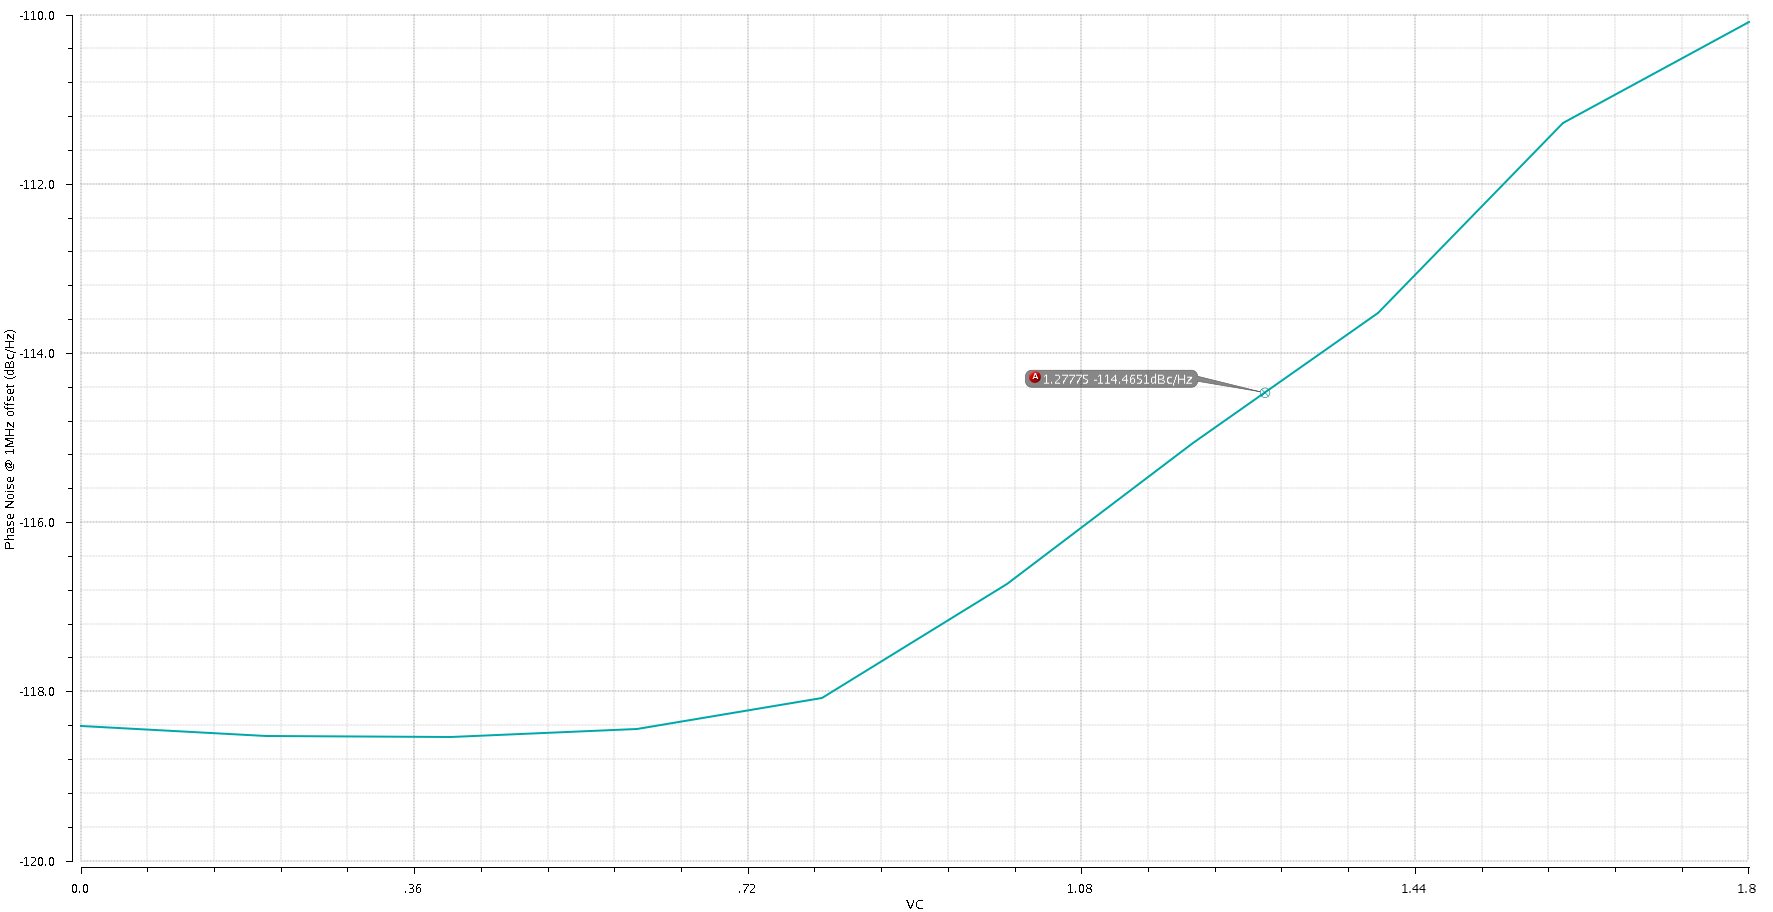 -110.0
-112.0
-114.0
-116.0
-118.0
-120.0
Phase Noise @ 1MHz offset (dBc/Hz)
A 1.27775 -114.4651dBc/Hz
0.0 .36 .72 1.08 1.44 1.8
VC